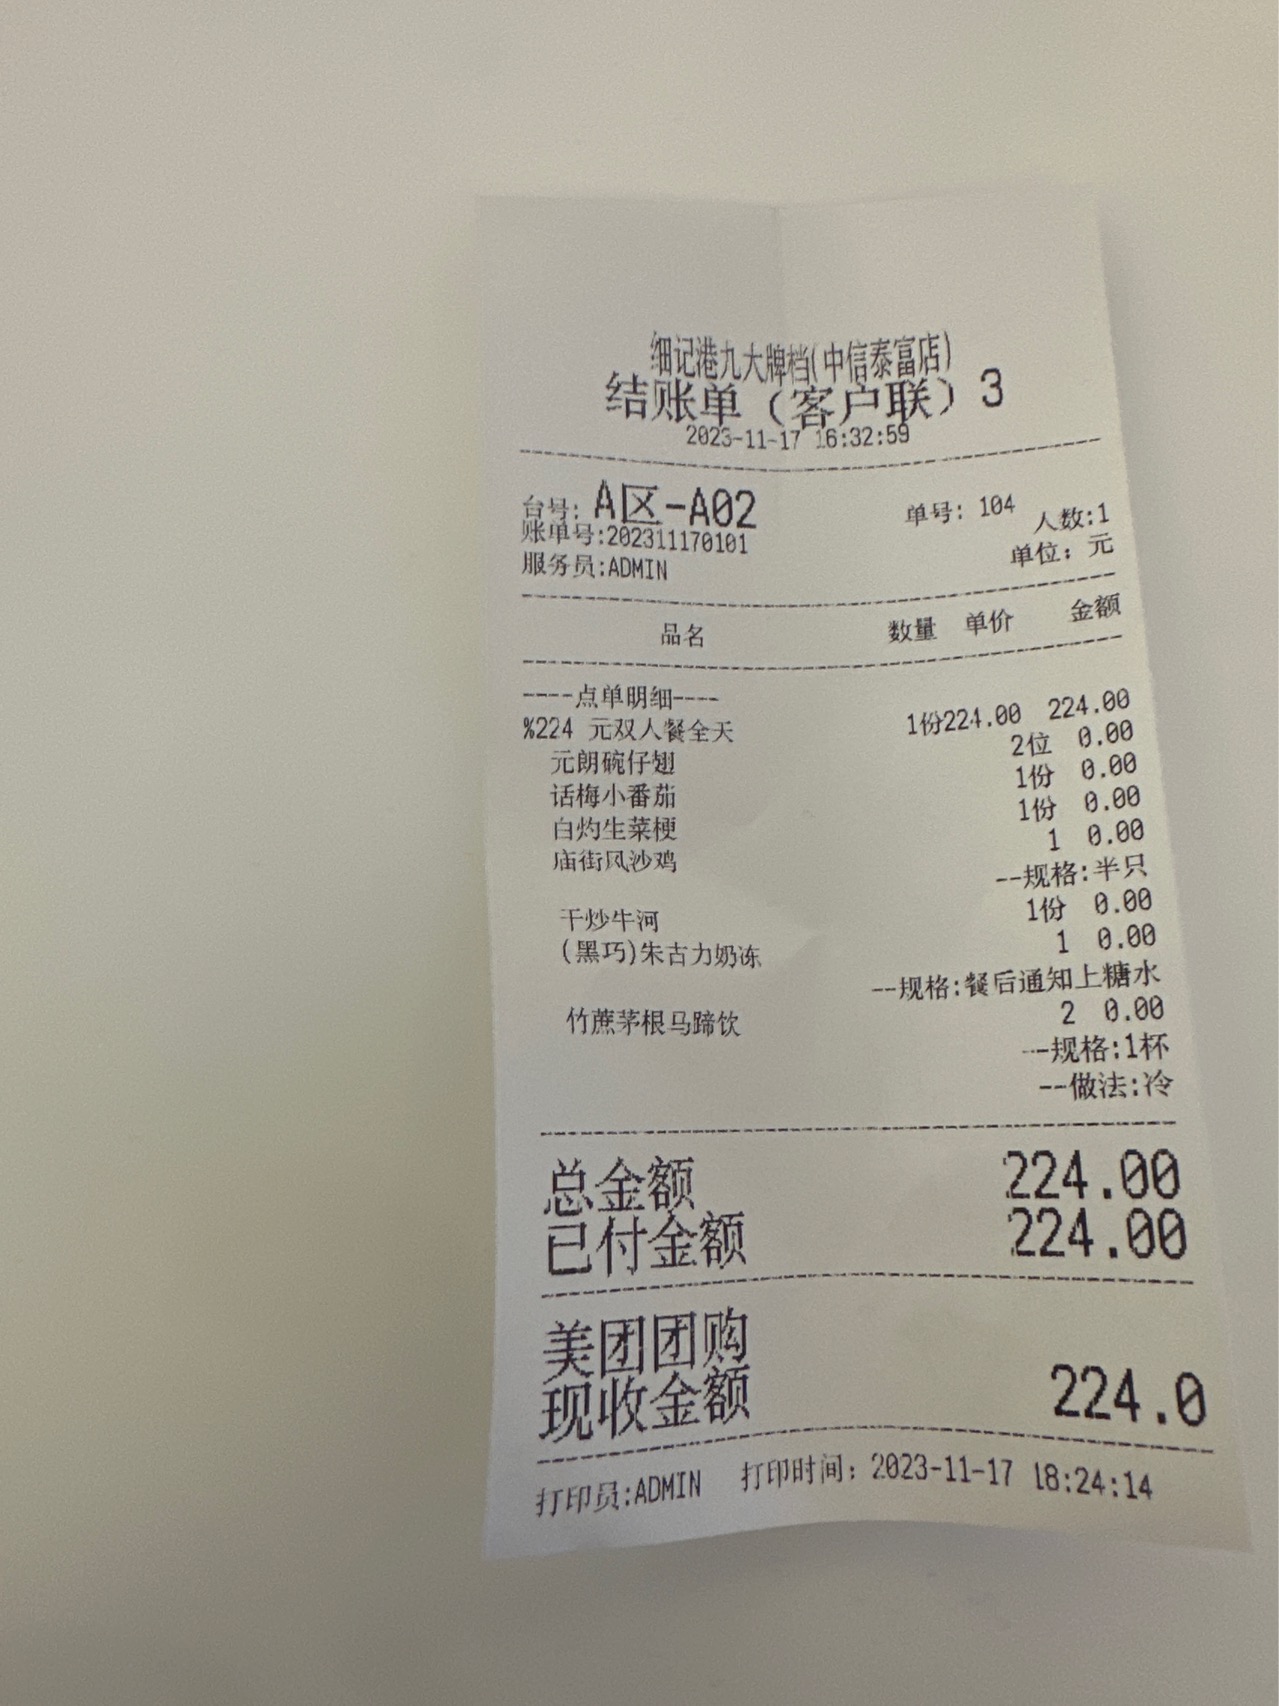 细记港九大牌档(中信泰富店)
结账单（客户联）3
2023-11-17 16:32:59
台号: A区-A02 单号: 104
账单号:202311170101 人数:1
服务员:ADMIN 单位: 元
品名 数量 单价 金额
----点单明细----
%224 元双人餐全天 1份224.00 224.00
元朗碗仔翅 2位 0.00
话梅小番茄 1份 0.00
白灼生菜梗 1份 0.00
庙街风沙鸡 1 0.00
--规格:半只
干炒牛河 1份 0.00
(黑巧)朱古力奶冻 1 0.00
--规格:餐后通知上糖水
竹蔗茅根马蹄饮 2 0.00
--规格:1杯
--做法:冷
总金额 224.00
已付金额 224.00
美团团购
现收金额 224.0
打印员:ADMIN 打印时间: 2023-11-17 18:24:14